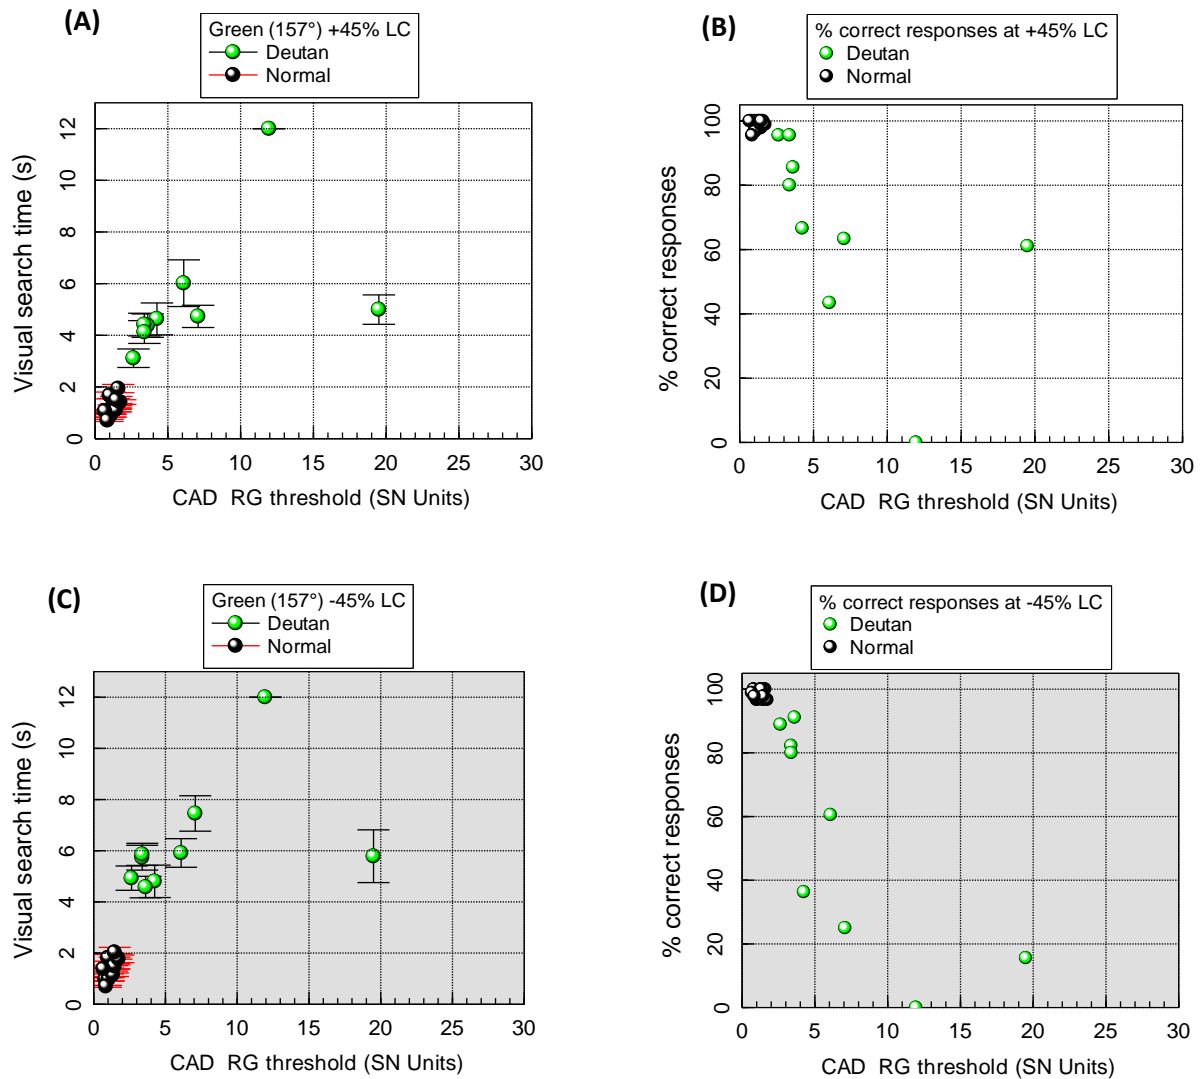 (A)
Green (157°) +45% LC
Deutan
Normal
Visual search time (s)
12
10
8
6
4
2
0
0 5 10 15 20 25 30
CAD RG threshold (SN Units)
(B)
% correct responses at +45% LC
Deutan
Normal
% correct responses
100
80
60
40
20
0
0 5 10 15 20 25 30
CAD RG threshold (SN Units)
(C)
Green (157°) -45% LC
Deutan
Normal
Visual search time (s)
12
10
8
6
4
2
0
0 5 10 15 20 25 30
CAD RG threshold (SN Units)
(D)
% correct responses at -45% LC
Deutan
Normal
% correct responses
100
80
60
40
20
0
0 5 10 15 20 25 30
CAD RG threshold (SN Units)